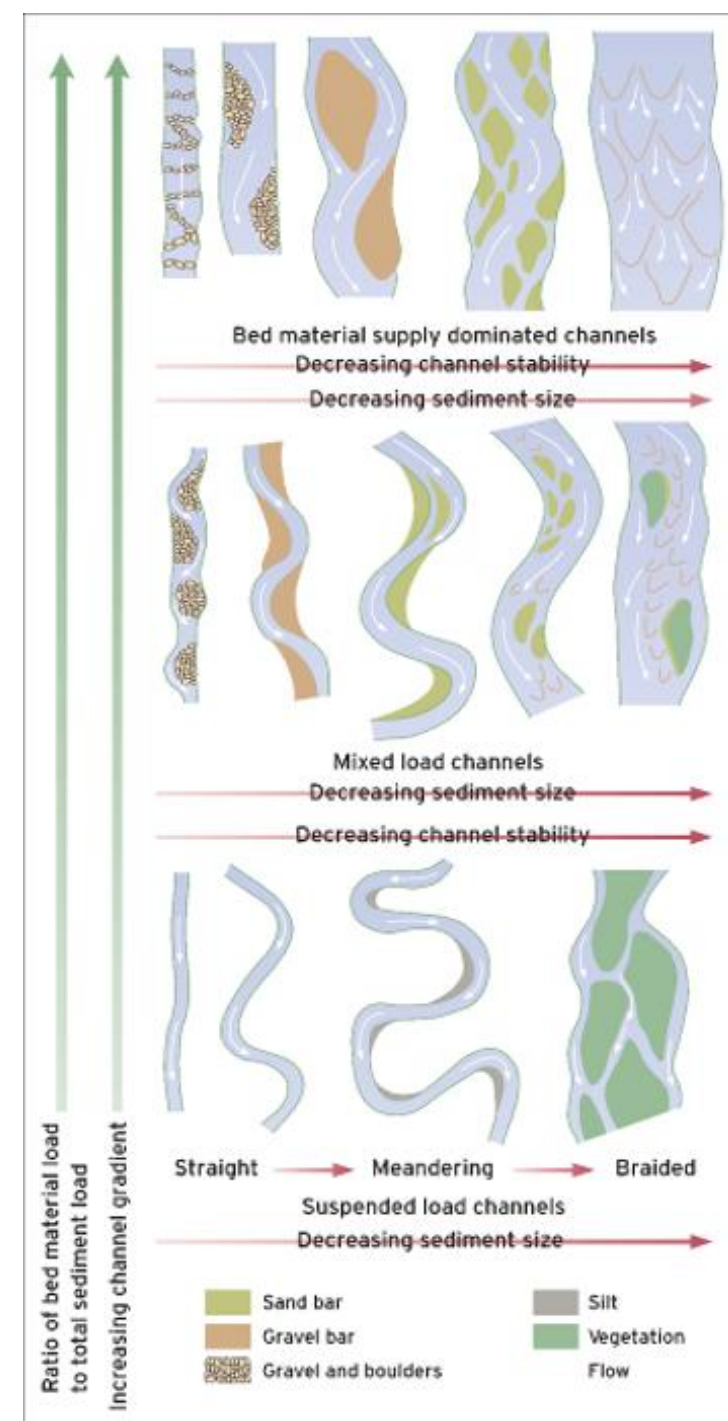 Bed material supply dominated channels
Decreasing channel stability
Decreasing sediment size
Mixed load channels
Decreasing sediment size
Decreasing channel stability
Straight
Meandering
Braided
Suspended load channels
Decreasing sediment size
Ratio of bed material load
to total sediment load
Increasing channel gradient
Sand bar
Gravel bar
Gravel and boulders
Silt
Vegetation
Flow